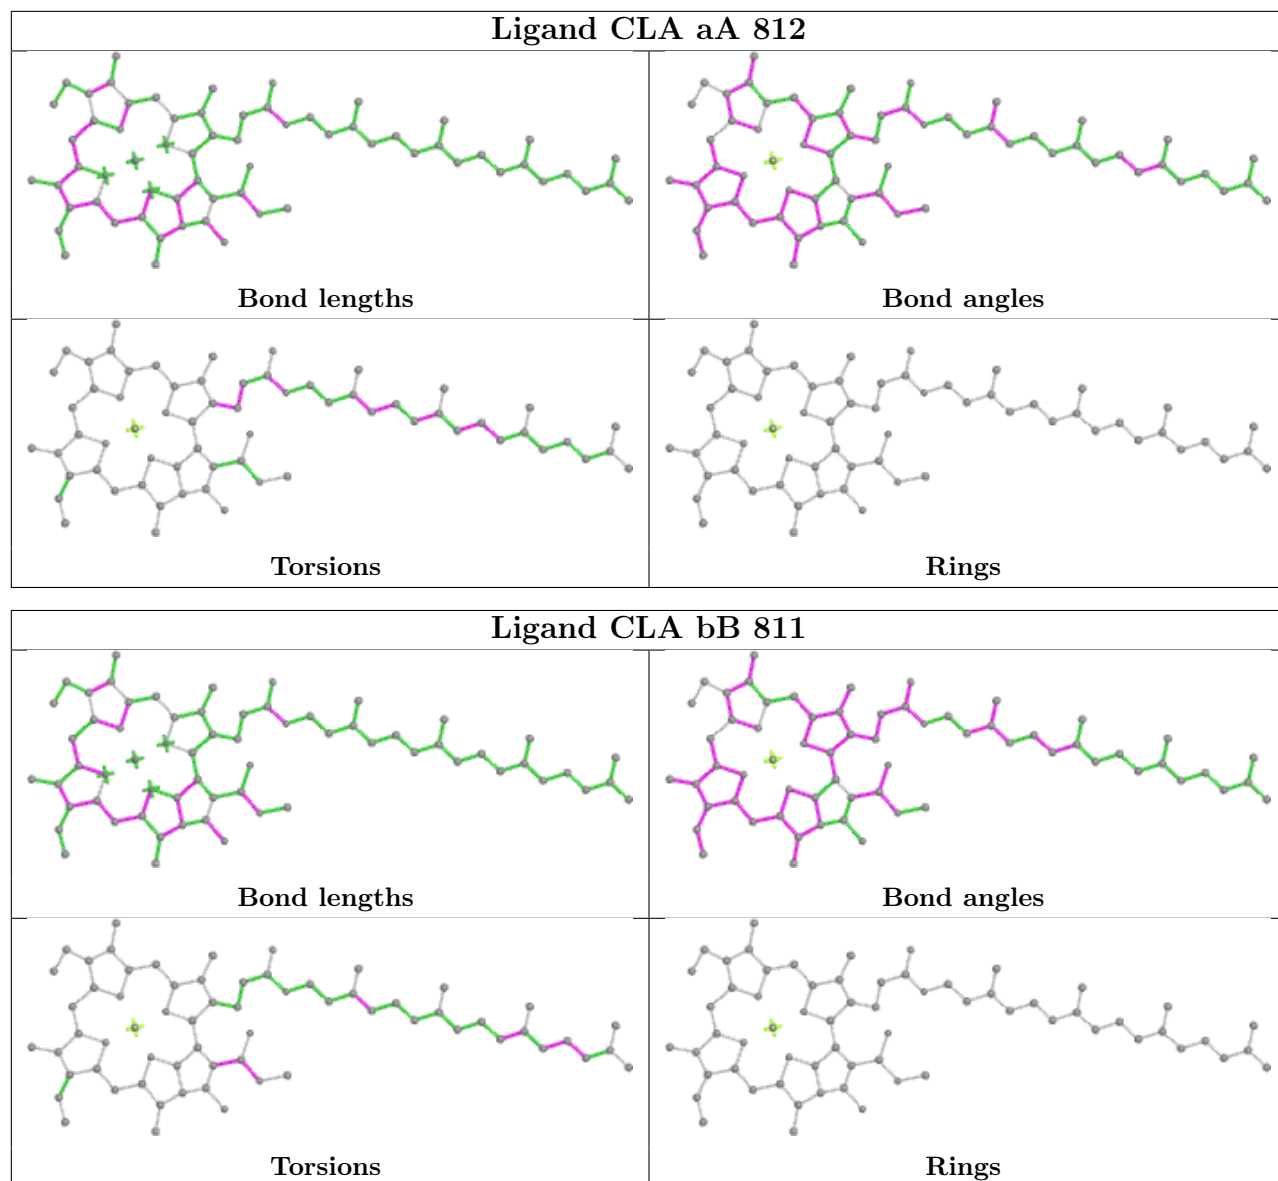 Ligand CLA aA 812
Bond lengths
Bond angles
Torsions
Rings
Ligand CLA bB 811
Bond lengths
Bond angles
Torsions
Rings